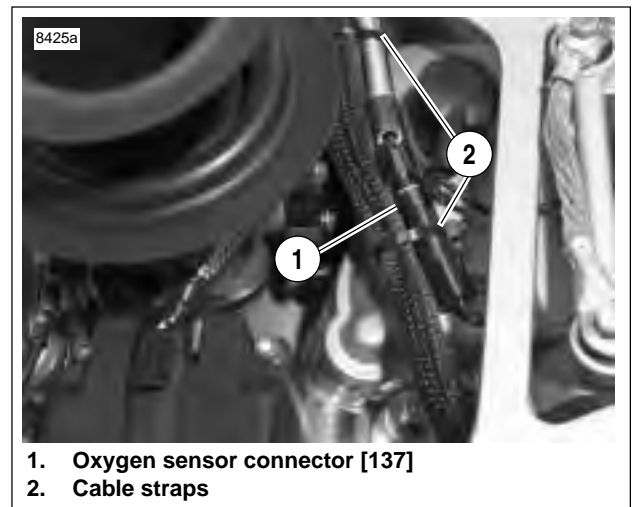 8425a
2
1
1. Oxygen sensor connector [137]
2. Cable straps